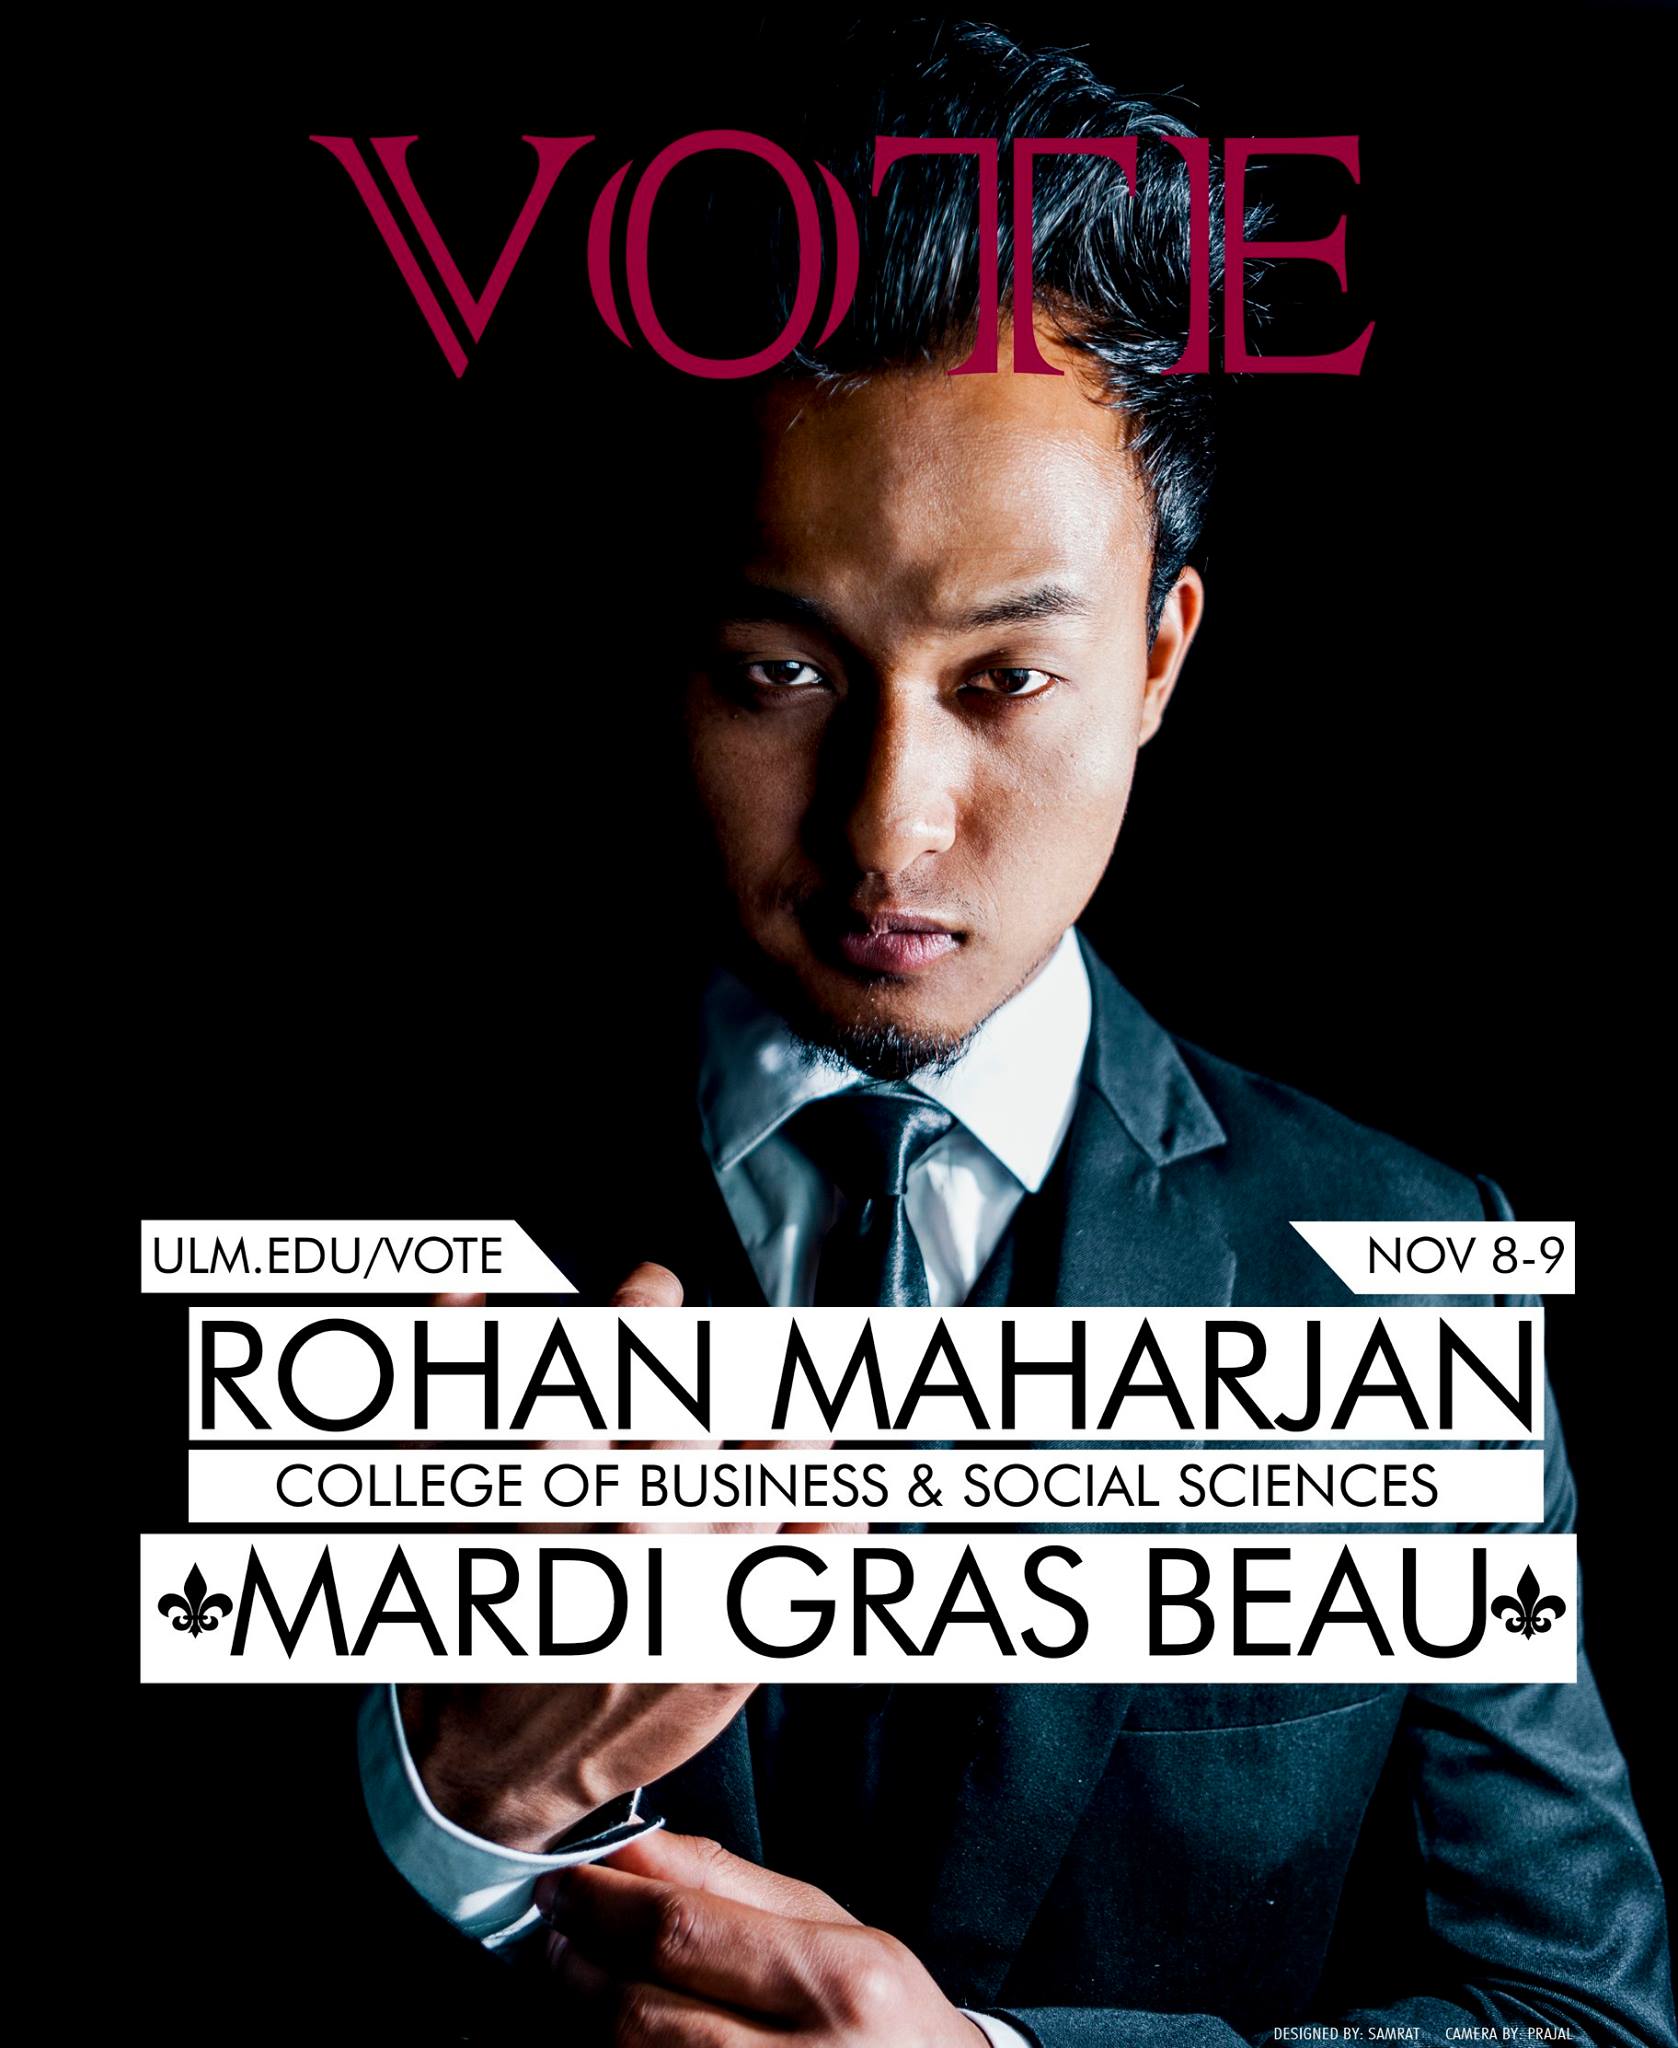 VOTE
ULM.EDU/VOTE
NOV 8-9
ROHAN MAHARJAN
COLLEGE OF BUSINESS & SOCIAL SCIENCES
MARDI GRAS BEAU
DESIGNED BY: SAMRAT CAMERA BY: PRAJAL